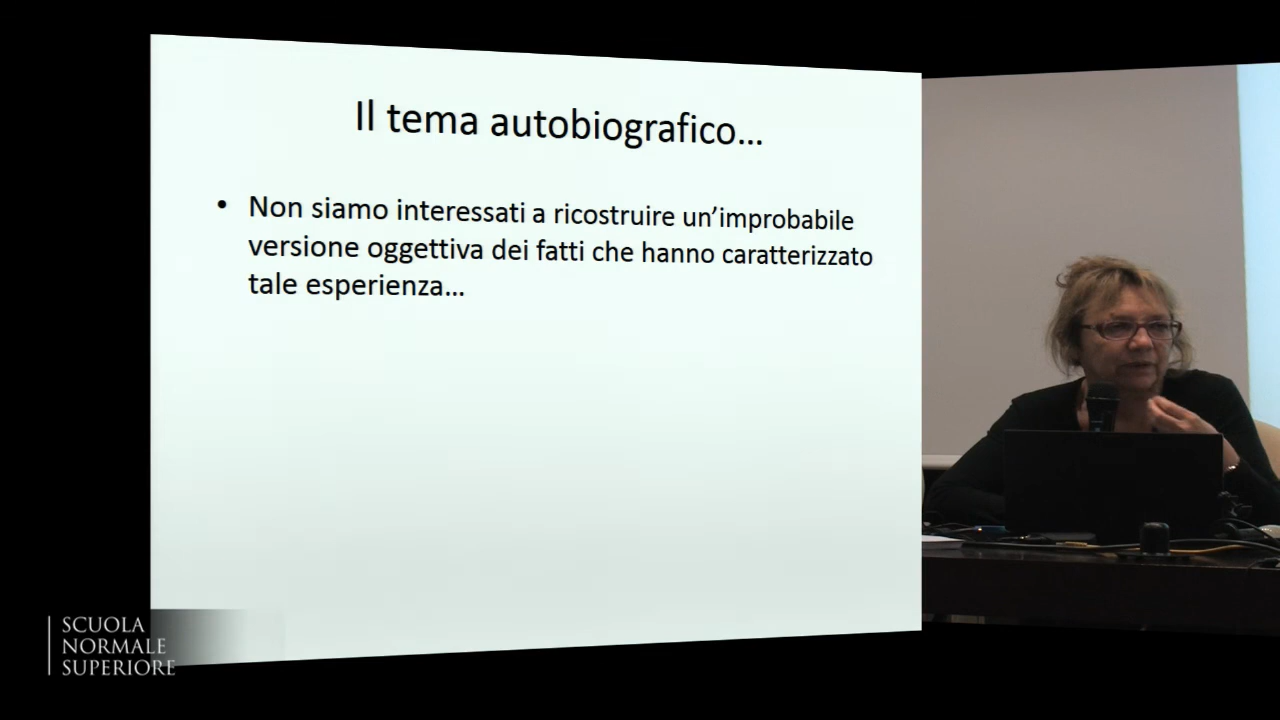 Il tema autobiografico...
• Non siamo interessati a ricostruire un'improbabile
versione oggettiva dei fatti che hanno caratterizzato
tale esperienza...
SCUOLA
NORMALE
SUPERIORE